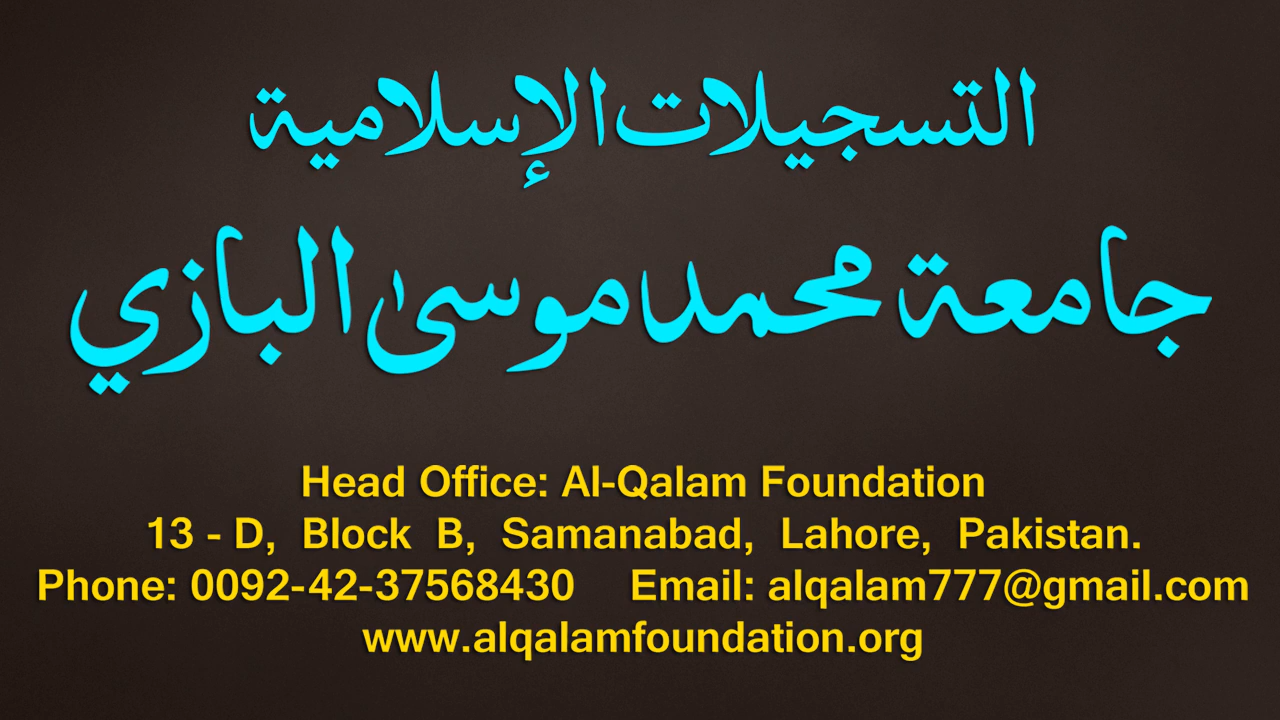 التسجيلات الإسلامية
جامعة محمد موسىٰ البازي
Head Office: Al-Qalam Foundation
13 - D, Block B, Samanabad, Lahore, Pakistan.
Phone: 0092-42-37568430 Email: alqalam777@gmail.com
www.alqalamfoundation.org